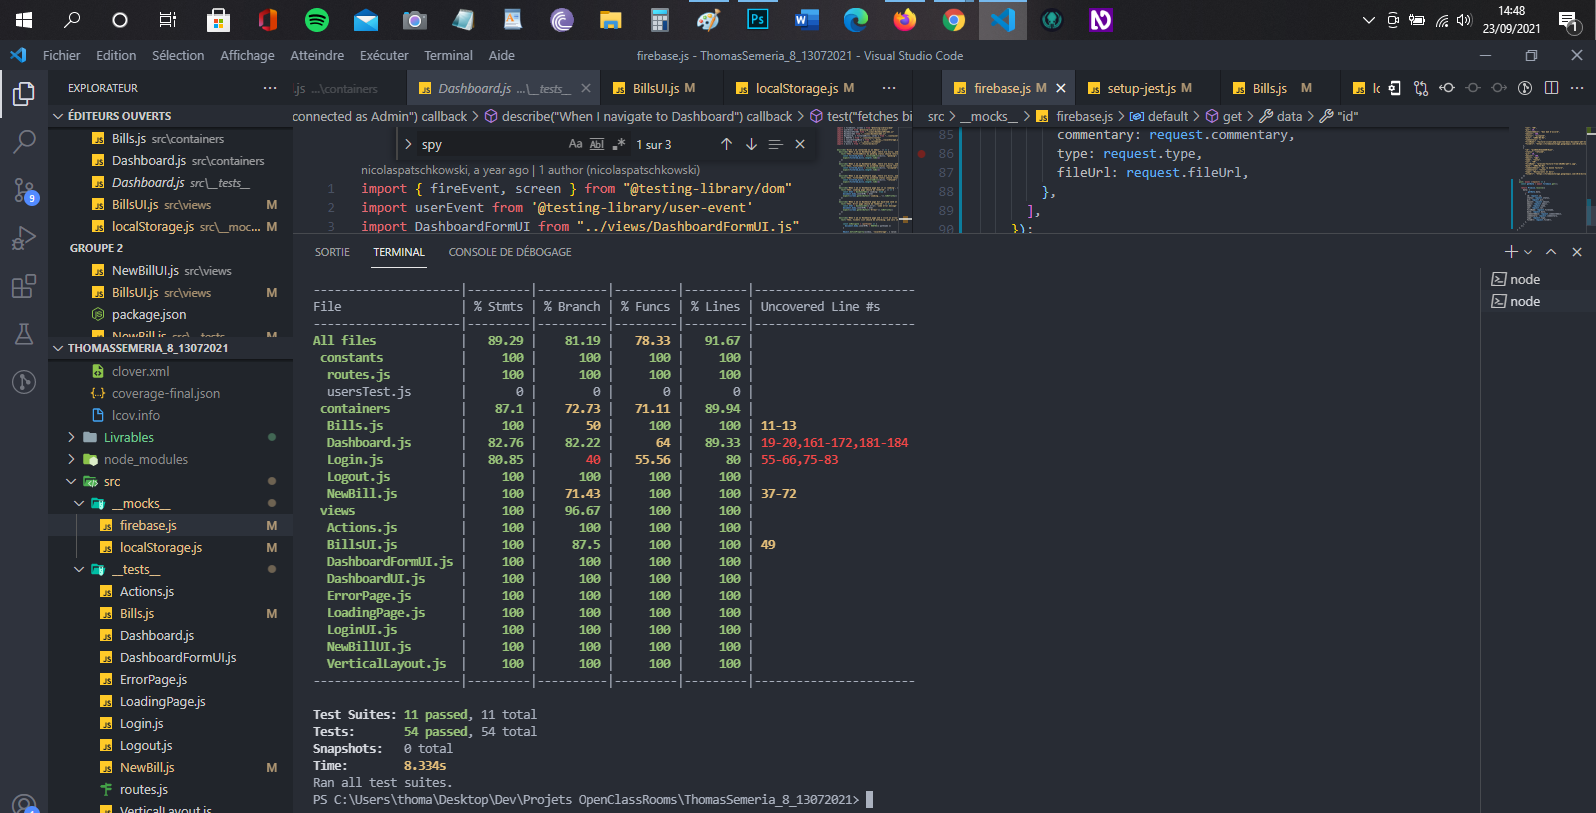 14:48
23/09/2021
1
Fichier Edition Sélection Affichage Atteindre Exécuter Terminal Aide
firebase.js - ThomasSemeria_8_13072021 - Visual Studio Code
EXPLORATEUR
ÉDITEURS OUVERTS
Bills.js src\containers
Dashboard.js src\containers
Dashboard.js src\__tests__
BillsUI.js src\views M
localStorage.js src\__moc... M
GROUPE 2
NewBillUI.js src\views
BillsUI.js src\views M
package.json
NewBill.js src\__tests__ M
THOMASSEMERIA_8_13072021
clover.xml
coverage-final.json
lcov.info
Livrables
node_modules
src
__mocks__
firebase.js M
localStorage.js M
__tests__
Actions.js
Bills.js M
Dashboard.js
DashboardFormUI.js
ErrorPage.js
LoadingPage.js
Login.js
Logout.js
NewBill.js M
routes.js
VerticalLayout.js
9
.js ...\containers
Dashboard.js ...\__tests__
BillsUI.js M
localStorage.js M
connected as Admin") callback > describe("When I navigate to Dashboard") callback > test("fetches bi
spy
Aa Abl .*
1 sur 3
nicolaspatschkowski, a year ago | 1 author (nicolaspatschkowski)
1 import { fireEvent, screen } from "@testing-library/dom"
2 import userEvent from '@testing-library/user-event'
3 import DashboardFormUI from "../views/DashboardFormUI.js"
firebase.js M
setup-jest.js M
Bills.js M
lc
src > __mocks__ > firebase.js > default > get > data > "id"
85 commentary: request.commentary,
86 type: request.type,
87 fileUrl: request.fileUrl,
88 },
89 ],
90 });
SORTIE TERMINAL CONSOLE DE DÉBOGAGE
node
node
---------------------|---------|----------|---------|---------|-----------------------
File | % Stmts | % Branch | % Funcs | % Lines | Uncovered Line #s
---------------------|---------|----------|---------|---------|-----------------------
All files | 89.29 | 81.19 | 78.33 | 91.67 |
constants | 100 | 100 | 100 | 100 |
routes.js | 100 | 100 | 100 | 100 |
usersTest.js | 0 | 0 | 0 | 0 |
containers | 87.1 | 72.73 | 71.11 | 89.94 |
Bills.js | 100 | 50 | 100 | 100 | 11-13
Dashboard.js | 82.76 | 82.22 | 64 | 89.33 | 19-20,161-172,181-184
Login.js | 80.85 | 40 | 55.56 | 80 | 55-66,75-83
Logout.js | 100 | 100 | 100 | 100 |
NewBill.js | 100 | 71.43 | 100 | 100 | 37-72
views | 100 | 96.67 | 100 | 100 |
Actions.js | 100 | 100 | 100 | 100 |
BillsUI.js | 100 | 87.5 | 100 | 100 | 49
DashboardFormUI.js | 100 | 100 | 100 | 100 |
DashboardUI.js | 100 | 100 | 100 | 100 |
ErrorPage.js | 100 | 100 | 100 | 100 |
LoadingPage.js | 100 | 100 | 100 | 100 |
LoginUI.js | 100 | 100 | 100 | 100 |
NewBillUI.js | 100 | 100 | 100 | 100 |
VerticalLayout.js | 100 | 100 | 100 | 100 |
---------------------|---------|----------|---------|---------|-----------------------
Test Suites: 11 passed, 11 total
Tests: 54 passed, 54 total
Snapshots: 0 total
Time: 8.334s
Ran all test suites.
PS C:\Users\thoma\Desktop\Dev\Projets OpenClassRooms\ThomasSemeria_8_13072021>